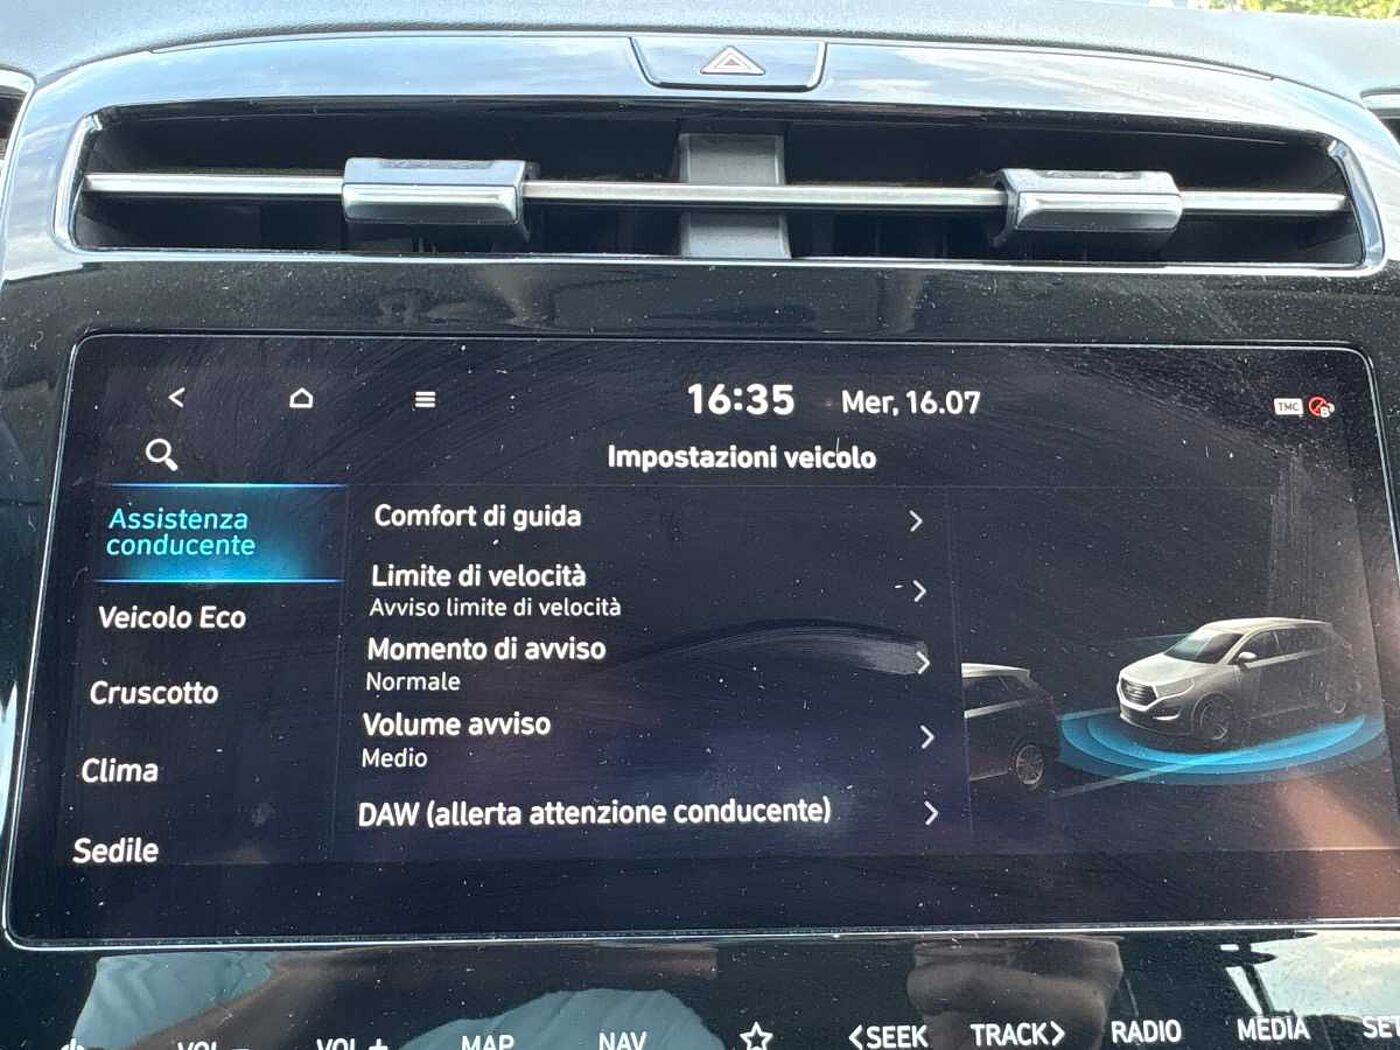 16:35 Mer, 16.07
TMC
Impostazioni veicolo
Assistenza
conducente
Veicolo Eco
Cruscotto
Clima
Sedile
Comfort di guida
Limite di velocità
Avviso limite di velocità
Momento di avviso
Normale
Volume avviso
Medio
DAW (allerta attenzione conducente)
VOL - VOL + MAP NAV <SEEK TRACK> RADIO MEDIA